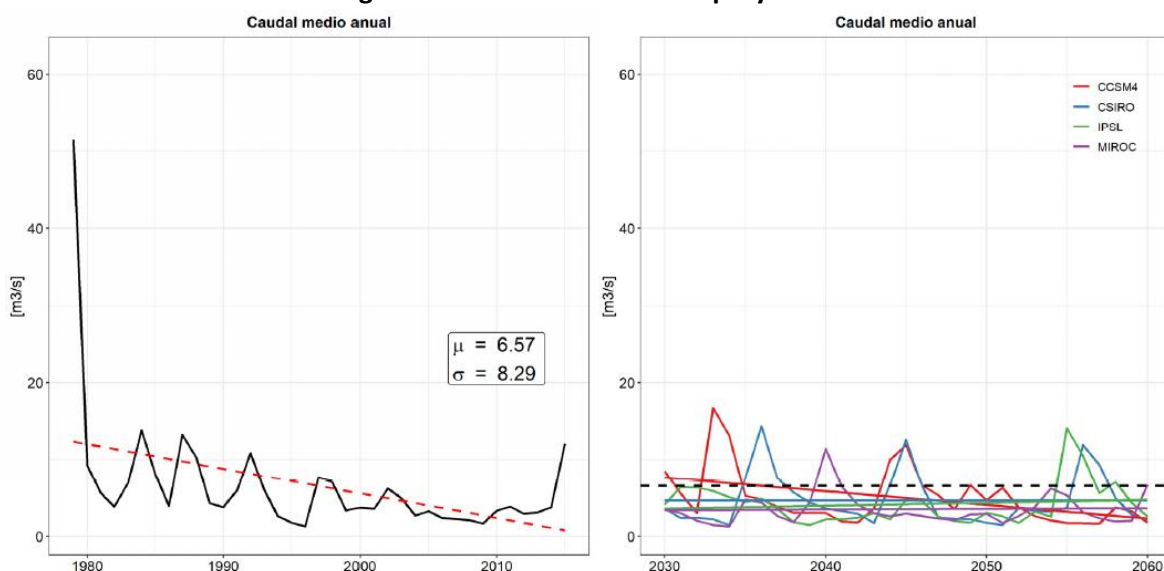 Caudal medio anual
60
40
20
0
[m3/s]
μ = 6.57
σ = 8.29
1980
1990
2000
2010
Caudal medio anual
60
40
20
0
[m3/s]
CCSM4
CSIRO
IPSL
MIROC
2030
2040
2050
2060